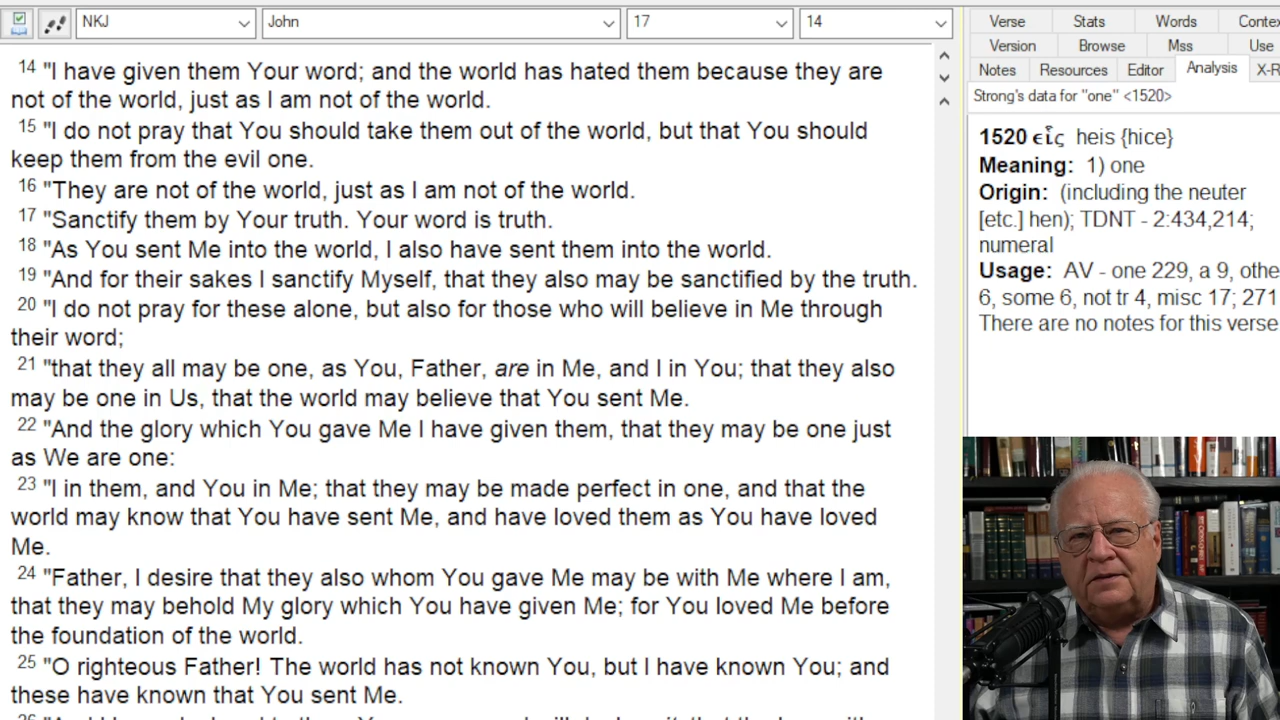 NKJ John 17 14
14 "I have given them Your word; and the world has hated them because they are
not of the world, just as I am not of the world.
15 "I do not pray that You should take them out of the world, but that You should
keep them from the evil one.
16 "They are not of the world, just as I am not of the world.
17 "Sanctify them by Your truth. Your word is truth.
18 "As You sent Me into the world, I also have sent them into the world.
19 "And for their sakes I sanctify Myself, that they also may be sanctified by the truth.
20 "I do not pray for these alone, but also for those who will believe in Me through
their word;
21 "that they all may be one, as You, Father, are in Me, and I in You; that they also
may be one in Us, that the world may believe that You sent Me.
22 "And the glory which You gave Me I have given them, that they may be one just
as We are one:
23 "I in them, and You in Me; that they may be made perfect in one, and that the
world may know that You have sent Me, and have loved them as You have loved
Me.
24 "Father, I desire that they also whom You gave Me may be with Me where I am,
that they may behold My glory which You have given Me; for You loved Me before
the foundation of the world.
25 "O righteous Father! The world has not known You, but I have known You; and
these have known that You sent Me.
Verse Stats Words Contex
Version Browse Mss Use
Notes Resources Editor Analysis X-R
Strong's data for "one" <1520>
1520 εἷς heis {hice}
Meaning: 1) one
Origin: (including the neuter
[etc.] hen); TDNT - 2:434,214;
numeral
Usage: AV - one 229, a 9, othe
6, some 6, not tr 4, misc 17; 271
There are no notes for this verse